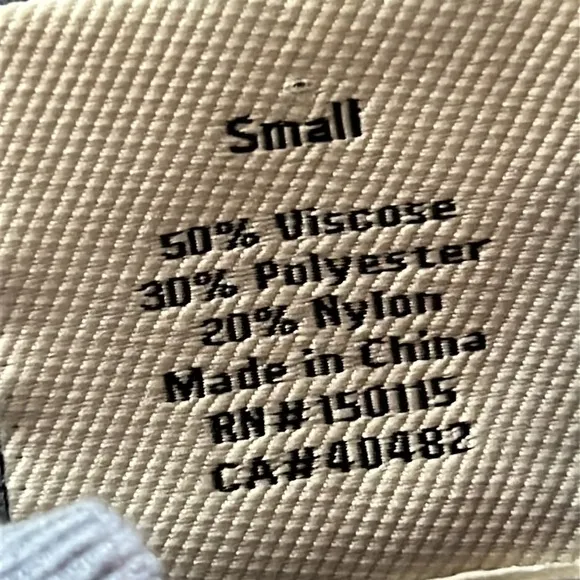 Small
50% Viscose
30% Polyester
20% Nylon
Made in China
RN#150115
CA#40482